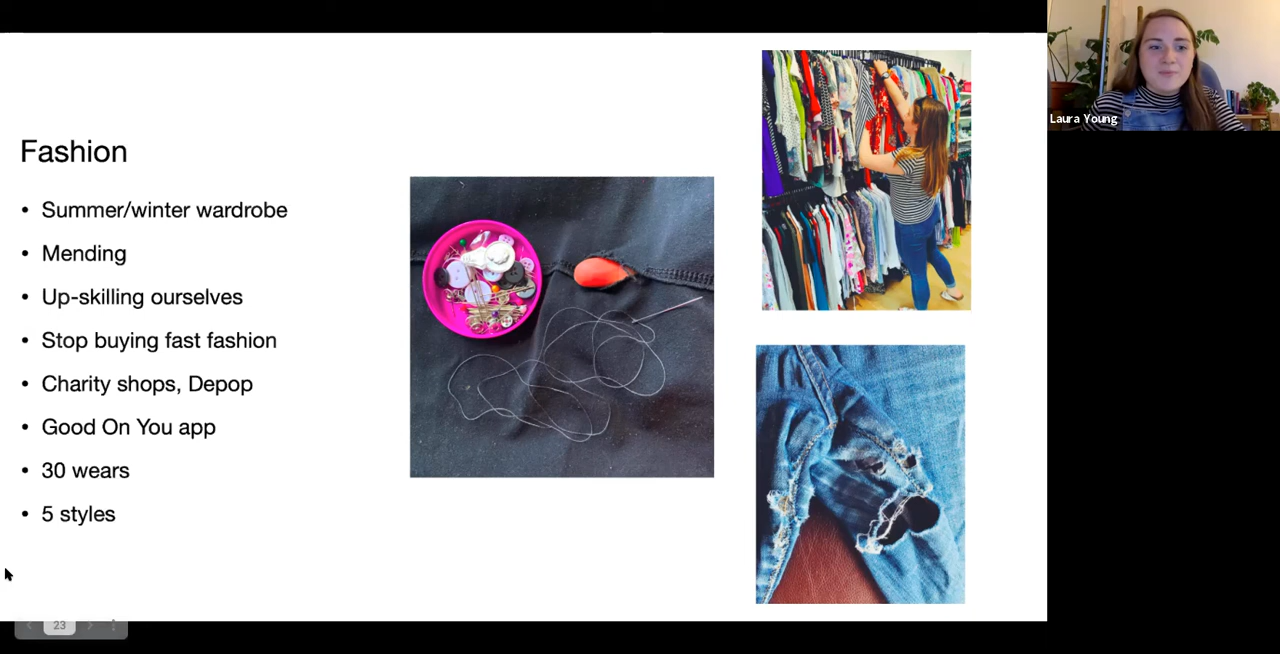 Fashion
• Summer/winter wardrobe
• Mending
• Up-skilling ourselves
• Stop buying fast fashion
• Charity shops, Depop
• Good On You app
• 30 wears
• 5 styles
Laura Young
23